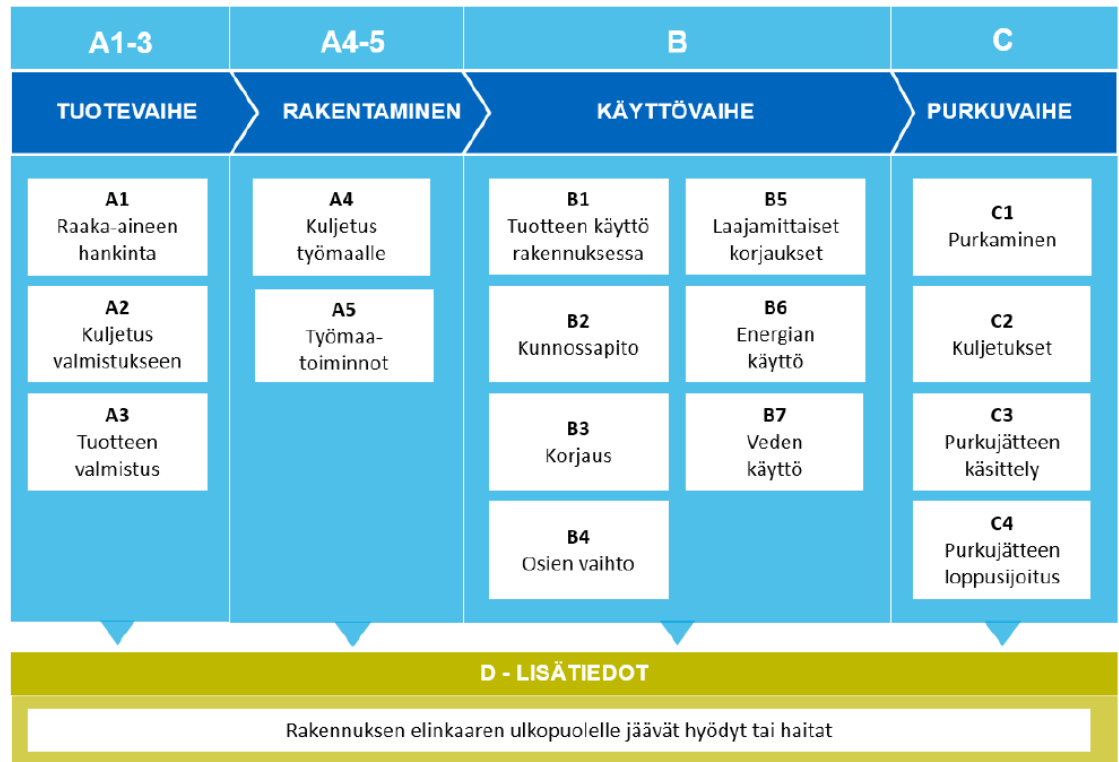 A1-3
A4-5
B
C
TUOTEVAIHE
RAKENTAMINEN
KÄYTTÖVAIHE
PURKUVAIHE
A1
Raaka-aineen
hankinta
A2
Kuljetus
valmistukseen
A3
Tuotteen
valmistus
A4
Kuljetus
työmaalle
A5
Työmaa-
toiminnot
B1
Tuotteen käyttö
rakennuksessa
B2
Kunnossapito
B3
Korjaus
B4
Osien vaihto
B5
Laajamittaiset
korjaukset
B6
Energian
käyttö
B7
Veden
käyttö
C1
Purkaminen
C2
Kuljetukset
C3
Purkujätteen
käsittely
C4
Purkujätteen
loppusijoitus
D - LISÄTIEDOT
Rakennuksen elinkaaren ulkopuolelle jäävät hyödyt tai haitat